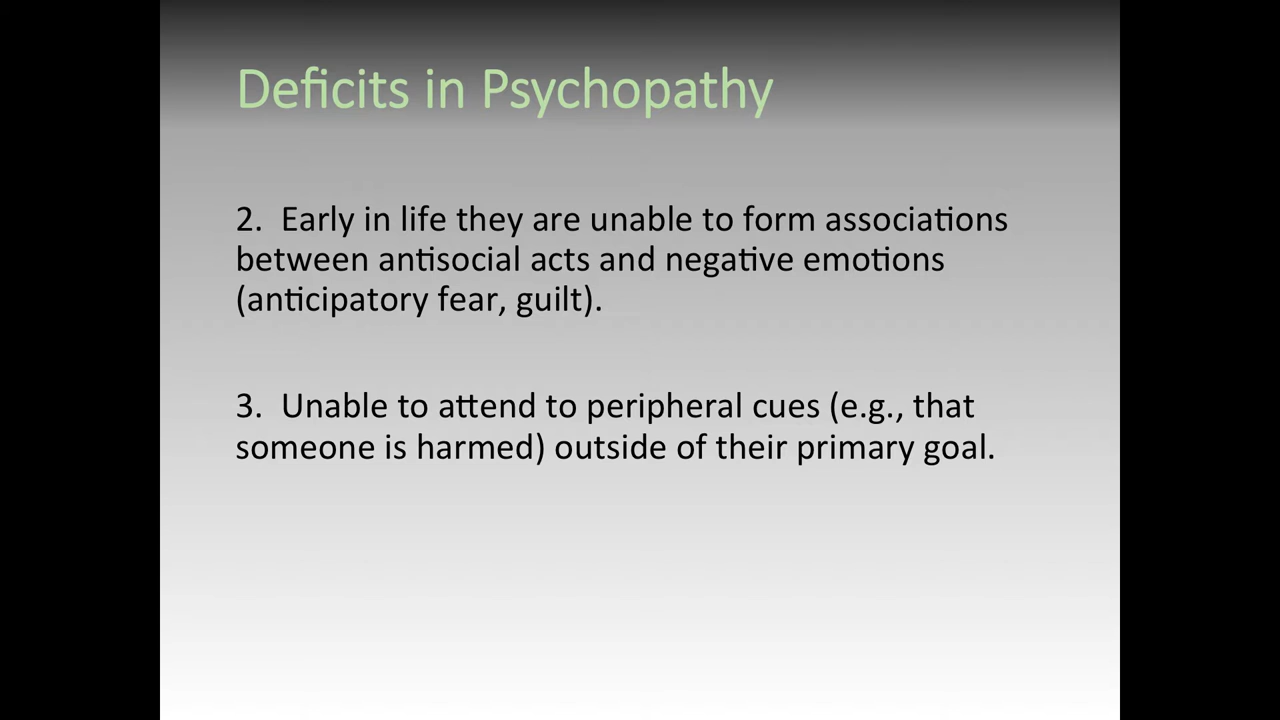 Deficits in Psychopathy
2.  Early in life they are unable to form associations
between antisocial acts and negative emotions
(anticipatory fear, guilt).
3.  Unable to attend to peripheral cues (e.g., that
someone is harmed) outside of their primary goal.